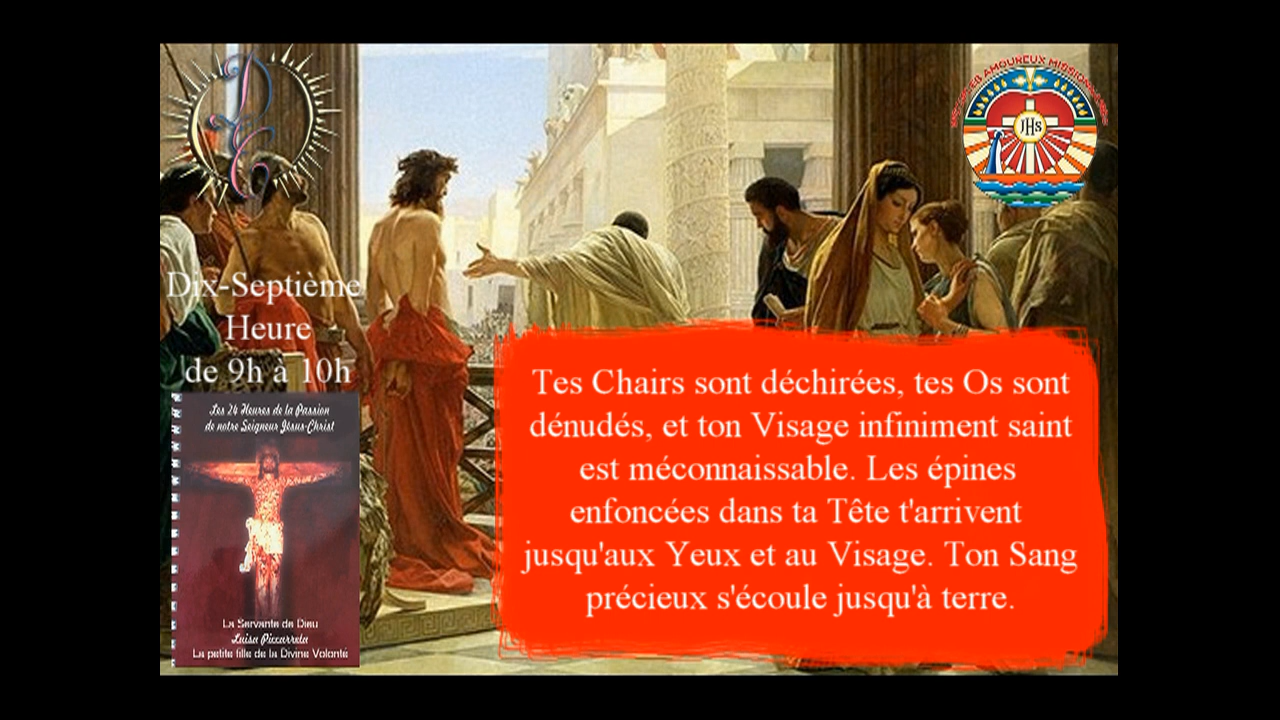 Dix-Septième
Heure
de 9h à 10h
Les 24 Heures de la Passion
de notre Seigneur Jésus-Christ
La Servante de Dieu
Luisa Piccarreta
La petite fille de la Divine Volonté
AMOUREUX
JHS
Tes Chairs sont déchirées, tes Os sont
dénudés, et ton Visage infiniment saint
est méconnaissable. Les épines
enfoncées dans ta Tête t'arrivent
jusqu'aux Yeux et au Visage. Ton Sang
précieux s'écoule jusqu'à terre.